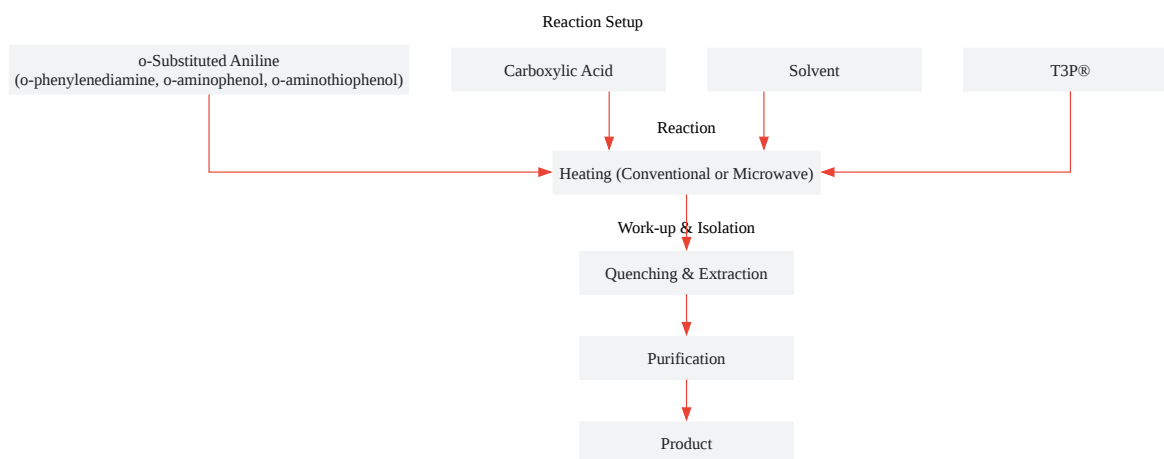 Reaction Setup
o-Substituted Aniline
(o-phenylenediamine, o-aminophenol, o-aminothiophenol)
Carboxylic Acid
Solvent
T3P®
Reaction
Heating (Conventional or Microwave)
Work-up & Isolation
Quenching & Extraction
Purification
Product